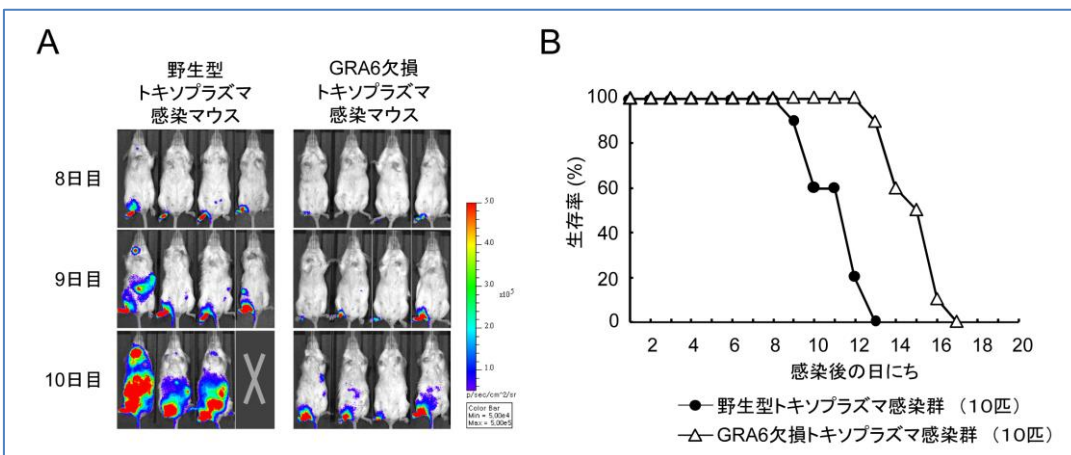 A
野生型
トキソプラズマ
感染マウス
GRA6欠損
トキソプラズマ
感染マウス
8日目
9日目
10日目
5.0
4.0
3.0
x10^5
2.0
1.0
p/sec/cm^2/sr
Color Bar
Min = 5.00e4
Max = 5.00e5
B
生存率 (%)
100
80
60
40
20
0
2 4 6 8 10 12 14 16 18 20
感染後の日にち
野生型トキソプラズマ感染群 (10匹)
GRA6欠損トキソプラズマ感染群 (10匹)